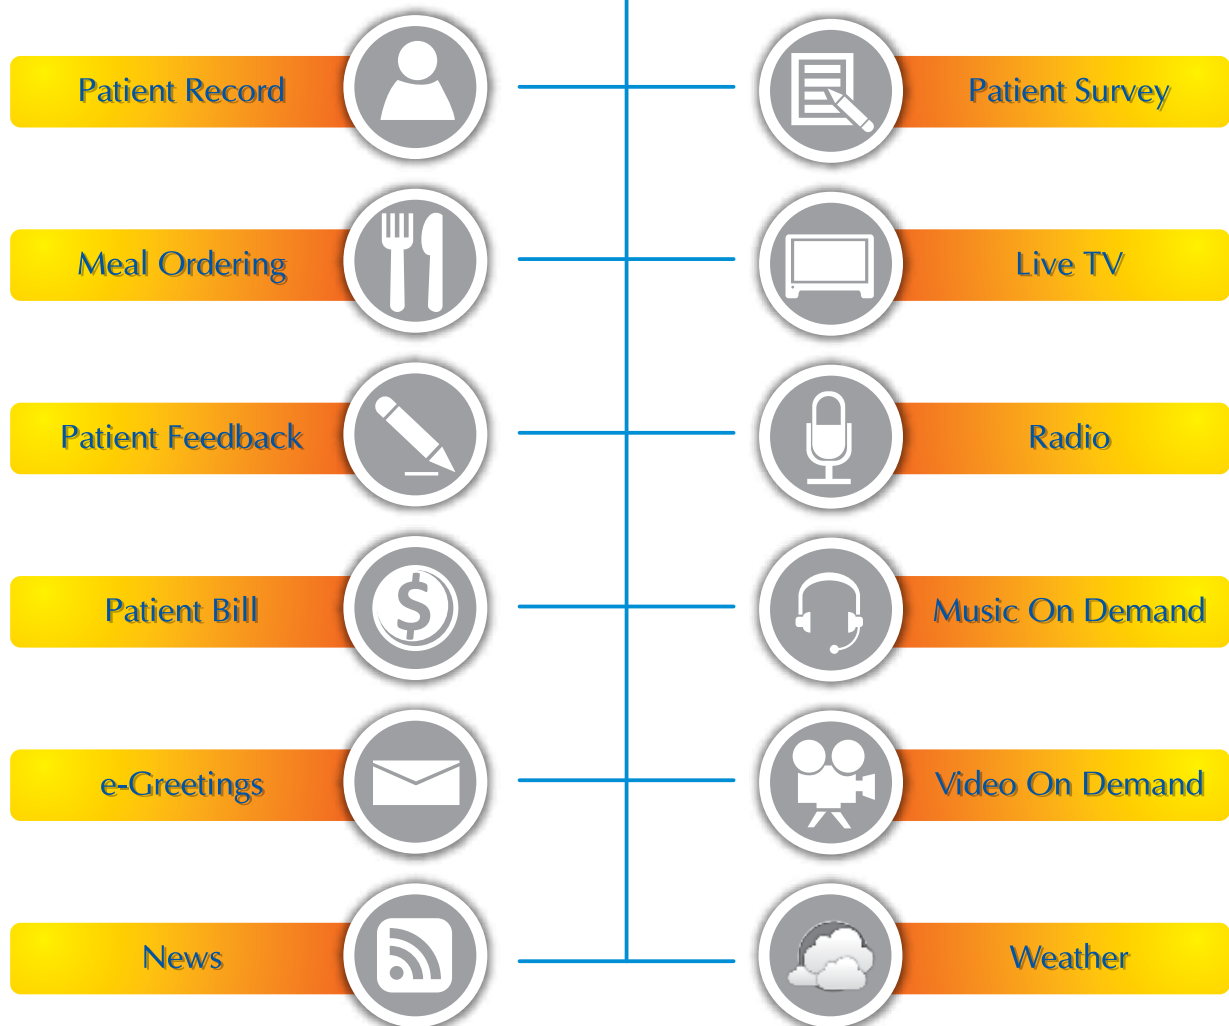 Patient Record
Patient Survey
Meal Ordering
Live TV
Patient Feedback
Radio
Patient Bill
$
Music On Demand
e-Greetings
Video On Demand
News
Weather